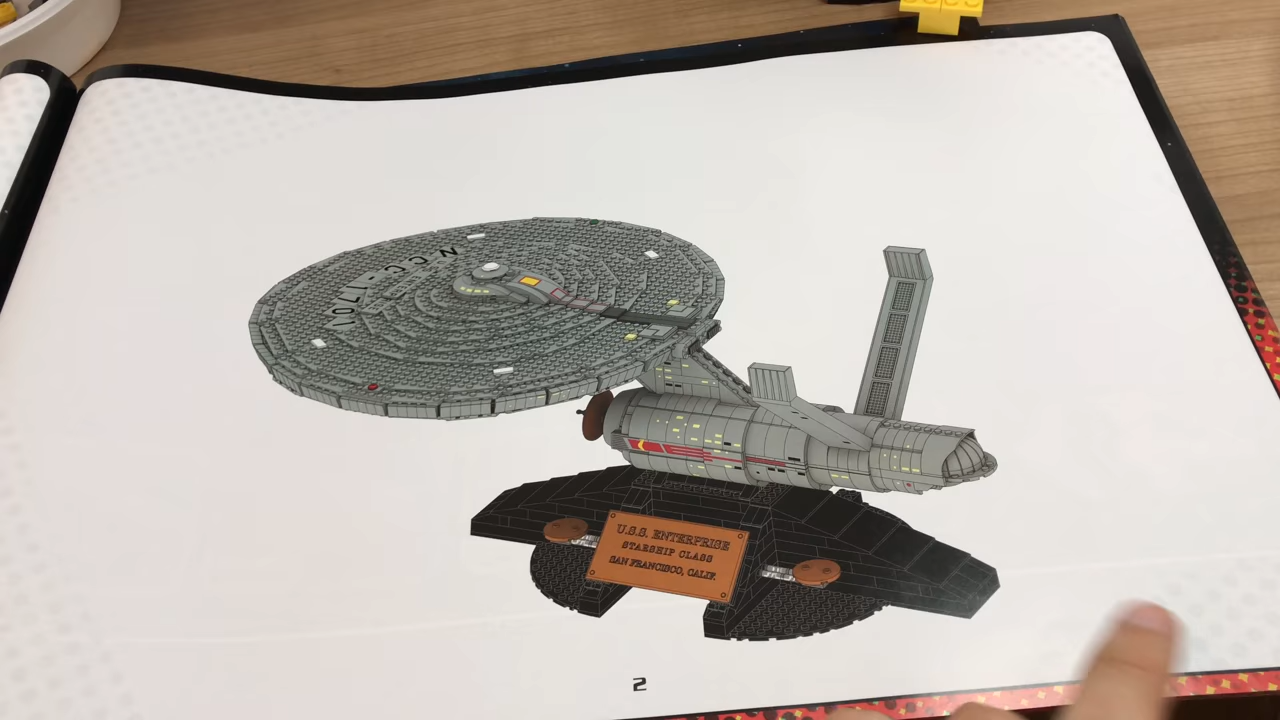 NCC-1701
U.S.S. ENTERPRISE
STARSHIP CLASS
SAN FRANCISCO, CALIF.
2